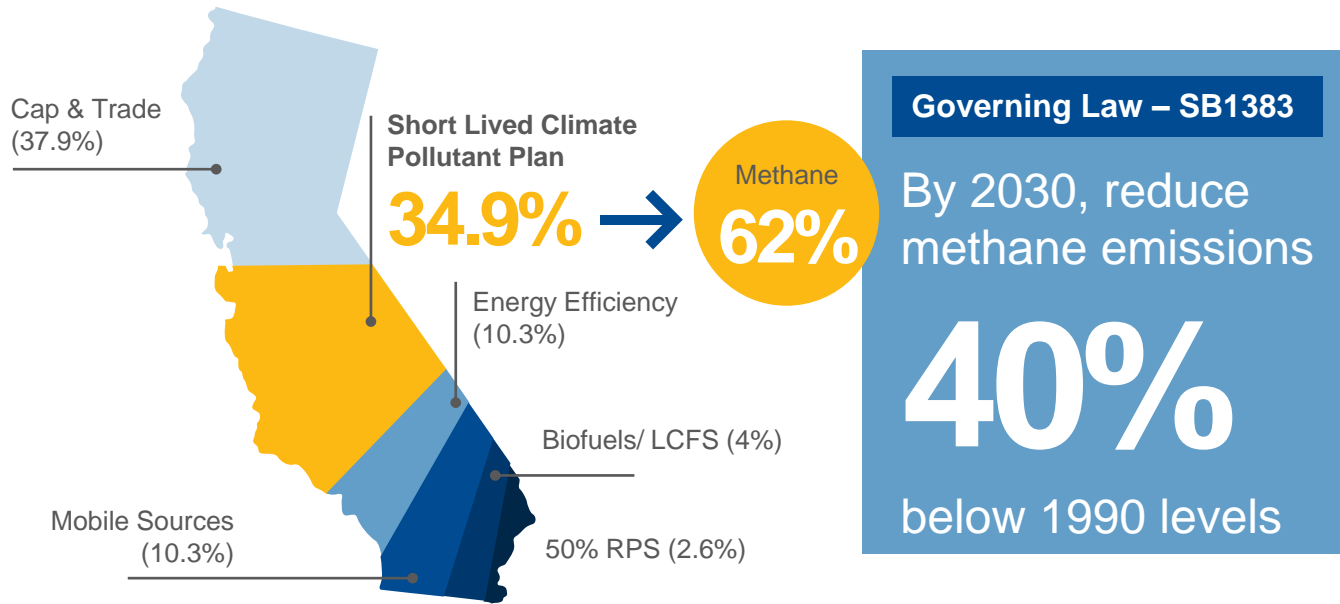 Cap & Trade
(37.9%)
Short Lived Climate
Pollutant Plan
34.9%
Methane
62%
Energy Efficiency
(10.3%)
Biofuels/ LCFS (4%)
50% RPS (2.6%)
Mobile Sources
(10.3%)
Governing Law – SB1383
By 2030, reduce
methane emissions
40%
below 1990 levels